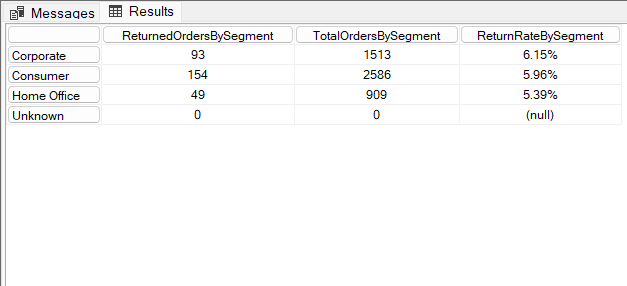 Messages Results
ReturnedOrdersBySegment TotalOrdersBySegment ReturnRateBySegment
Corporate 93 1513 6.15%
Consumer 154 2586 5.96%
Home Office 49 909 5.39%
Unknown 0 0 (null)